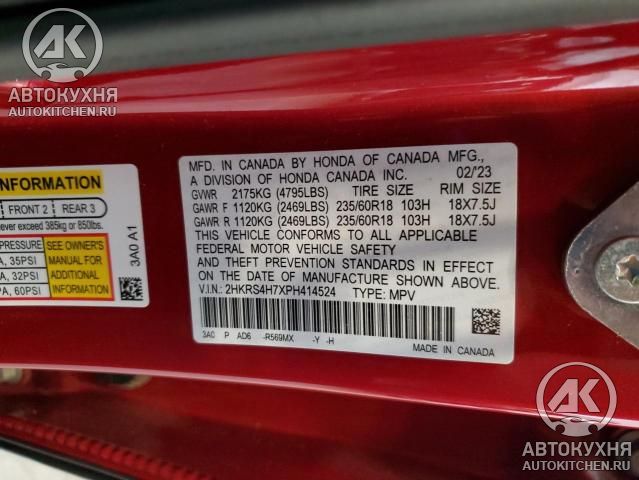 АВТОКУХНЯ
AUTOKITCHEN.RU
INFORMATION
FRONT 2 REAR 3
never exceed 385kg or 850lbs.
PRESSURE
A, 35PSI
A, 32PSI
PA, 60PSI
SEE OWNER'S
MANUAL FOR
ADDITIONAL
INFORMATION
3A0 A1
MFD. IN CANADA BY HONDA OF CANADA MFG.,
A DIVISION OF HONDA CANADA INC. 02/'23
GVWR 2175KG (4795LBS) TIRE SIZE RIM SIZE
GAWR F 1120KG (2469LBS) 235/60R18 103H 18X7.5J
GAWR R 1120KG (2469LBS) 235/60R18 103H 18X7.5J
THIS VEHICLE CONFORMS TO ALL APPLICABLE
FEDERAL MOTOR VEHICLE SAFETY
AND THEFT PREVENTION STANDARDS IN EFFECT
ON THE DATE OF MANUFACTURE SHOWN ABOVE.
V.I.N.: 2HKRS4H7XPH414524 TYPE: MPV
3A0 P AD6 -R569MX -Y -H
MADE IN CANADA
АК
АВТОКУХНЯ
AUTOKITCHEN.RU